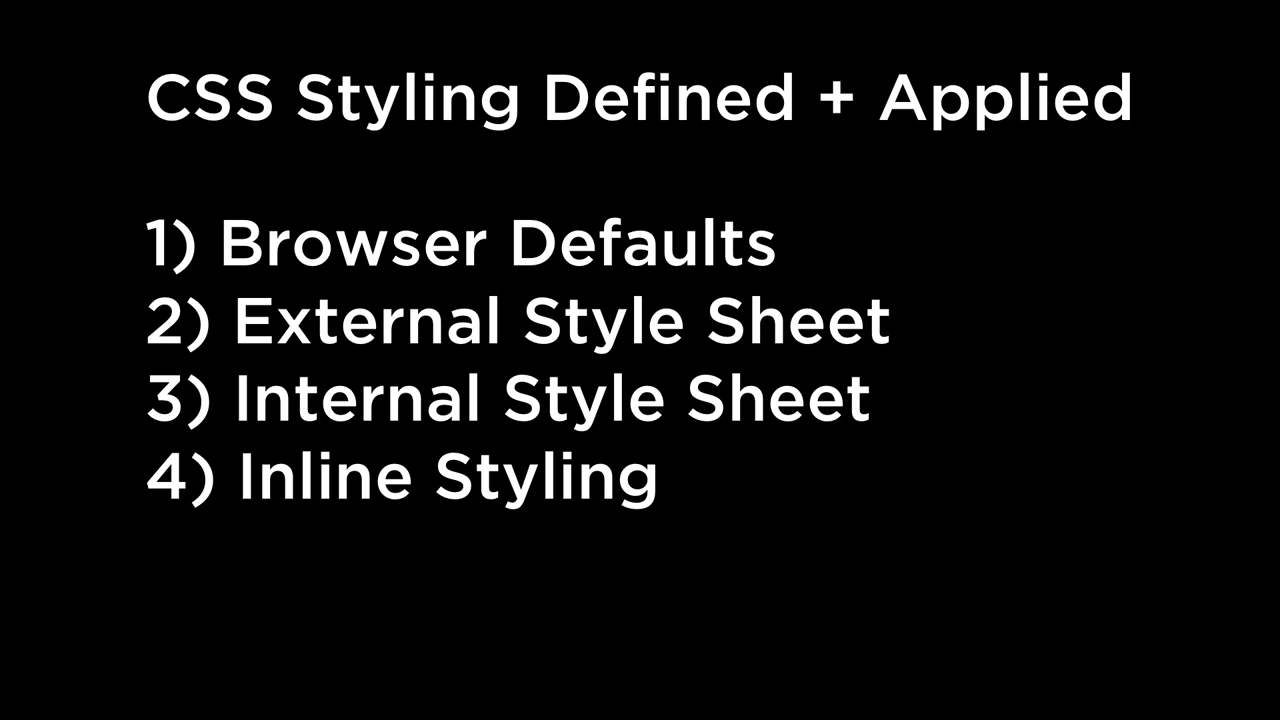 CSS Styling Defined + Applied
1) Browser Defaults
2) External Style Sheet
3) Internal Style Sheet
4) Inline Styling